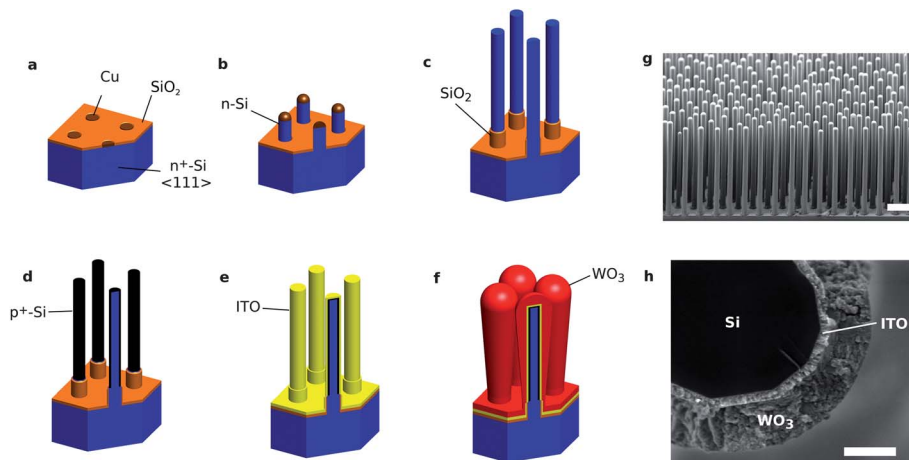 a
Cu
SiO₂
n⁺-Si
<111>
b
n-Si
c
SiO₂
g
d
p⁺-Si
e
ITO
f
WO₃
h
Si
ITO
WO₃